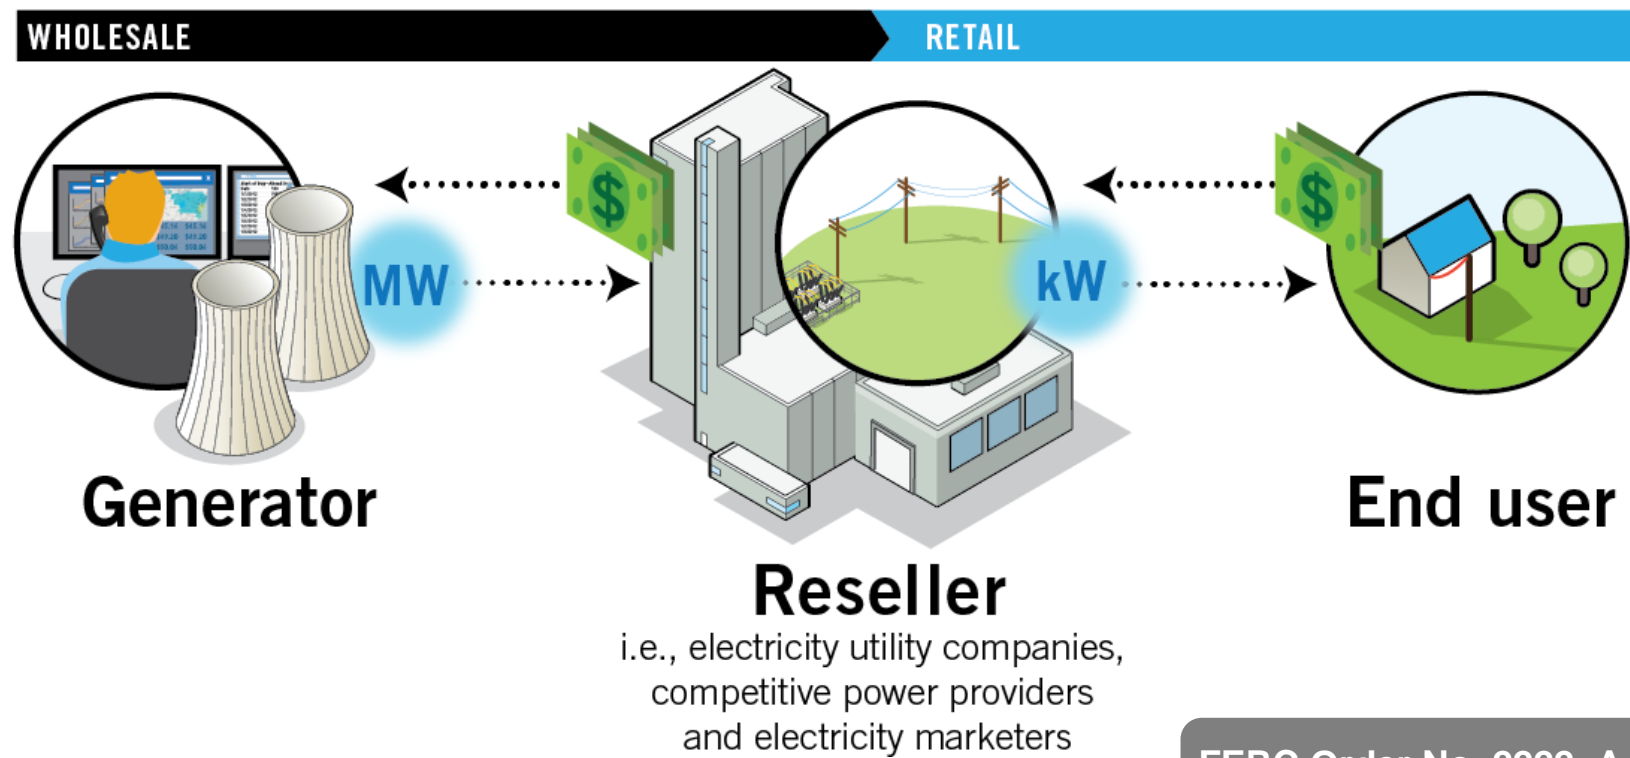 WHOLESALE
RETAIL
$
$
MW
kW
Generator
End user
Reseller
i.e., electricity utility companies,
competitive power providers
and electricity marketers